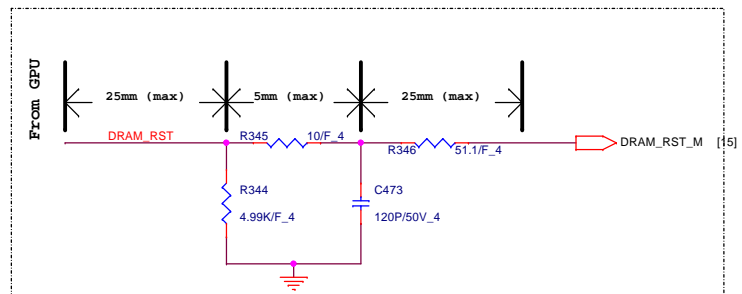 From GPU
25mm (max)
5mm (max)
25mm (max)
DRAM_RST
R345
10/F_4
R346
51.1/F_4
DRAM_RST_M [15]
R344
4.99K/F_4
C473
120P/50V_4